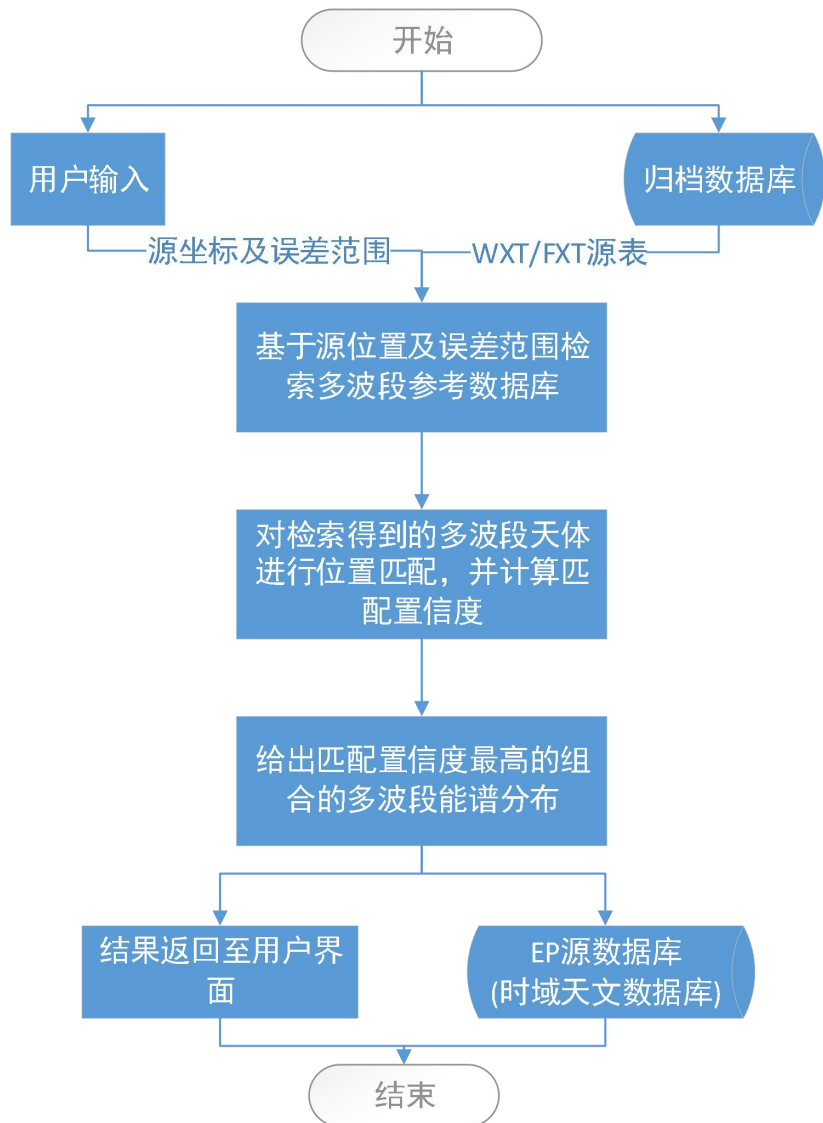 开始
用户输入
归档数据库
源坐标及误差范围
WXT/FXT源表
基于源位置及误差范围检
索多波段参考数据库
对检索得到的多波段天体
进行位置匹配，并计算匹
配置信度
给出匹配置信度最高的组
合的多波段能谱分布
结果返回至用户界
面
EP源数据库
(时域天文数据库)
结束